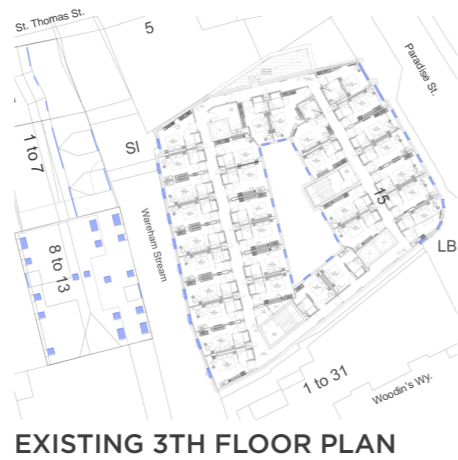 St. Thomas St.
5
Paradise St.
1 to 7
SI
Wareham Stream
15
8 to 13
LB
1 to 31
Woodin's Wy.
EXISTING 3TH FLOOR PLAN